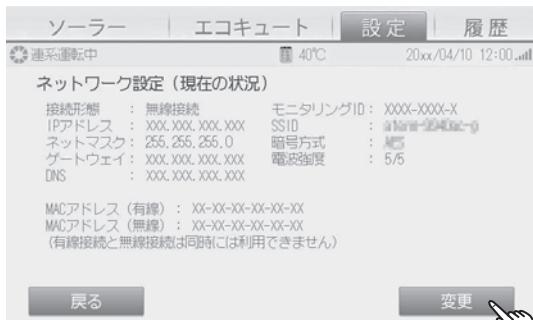 ソーラー エコキュート 設定 履歴
連系運転中 40℃ 20xx/04/10 12:00
ネットワーク設定（現在の状況）
接続形態 ： 無線接続 モニタリングID： XXXX-XXXX-X
IPアドレス ： XXX.XXX.XXX.XXX SSID ：
ネットマスク： 255.255.255.0 暗号方式 ： AES
ゲートウェイ： XXX.XXX.XXX.XXX 電波強度 ： 5/5
DNS ： XXX.XXX.XXX.XXX
MACアドレス（有線）： XX-XX-XX-XX-XX-XX
MACアドレス（無線）： XX-XX-XX-XX-XX-XX
（有線接続と無線接続は同時には利用できません）
戻る 変更